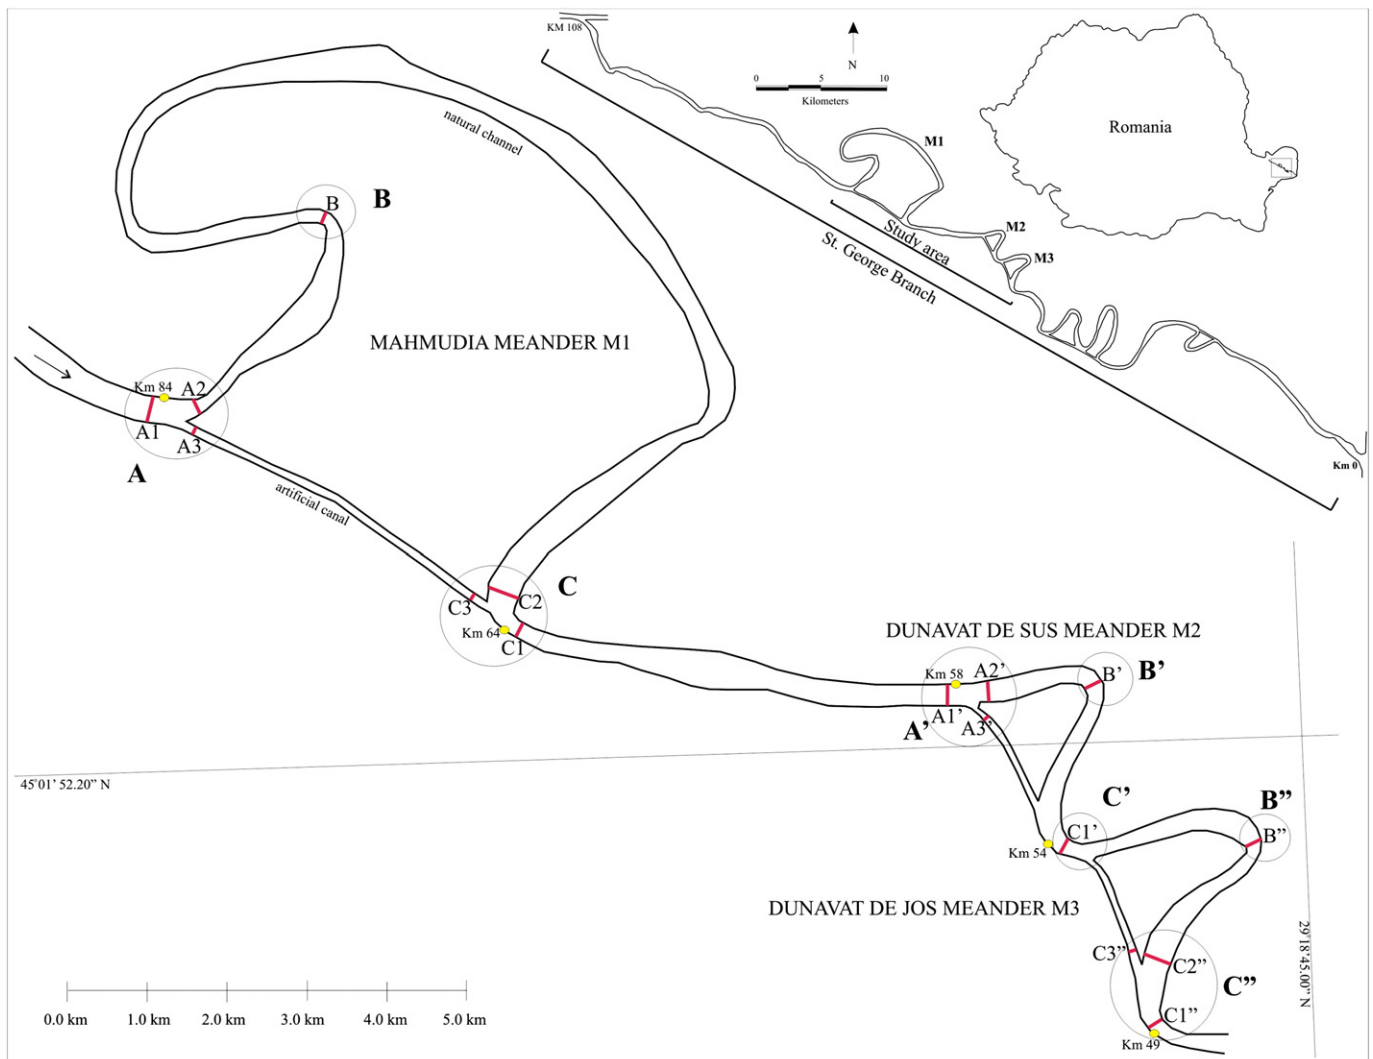 KM 108
N
0 5 10
Kilometers
Romania
M1
M2
M3
Study area
St. George Branch
Km 0
natural channel
B
B
MAHMUDIA MEANDER M1
Km 84
A2
A1
A3
A
artificial canal
C
C3
C2
Km 64
C1
DUNAVAT DE SUS MEANDER M2
Km 58
A2’
B’
B’
A1’
A3’
A’
45°01’ 52.20” N
C’
C1’
Km 54
B”
B”
DUNAVAT DE JOS MEANDER M3
C3”
C2”
C”
C1”
Km 49
29°18’45.00” N
0.0 km 1.0 km 2.0 km 3.0 km 4.0 km 5.0 km